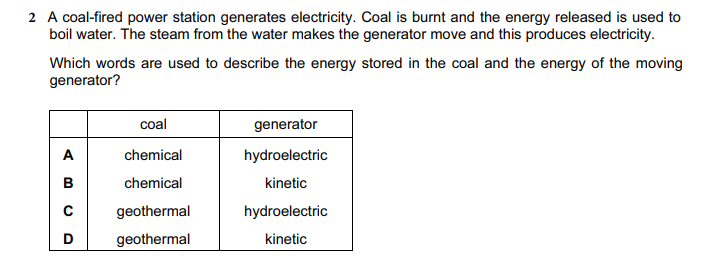 2 A coal-fired power station generates electricity. Coal is burnt and the energy released is used to
boil water. The steam from the water makes the generator move and this produces electricity.
Which words are used to describe the energy stored in the coal and the energy of the moving
generator?
coal generator
A chemical hydroelectric
B chemical kinetic
C geothermal hydroelectric
D geothermal kinetic